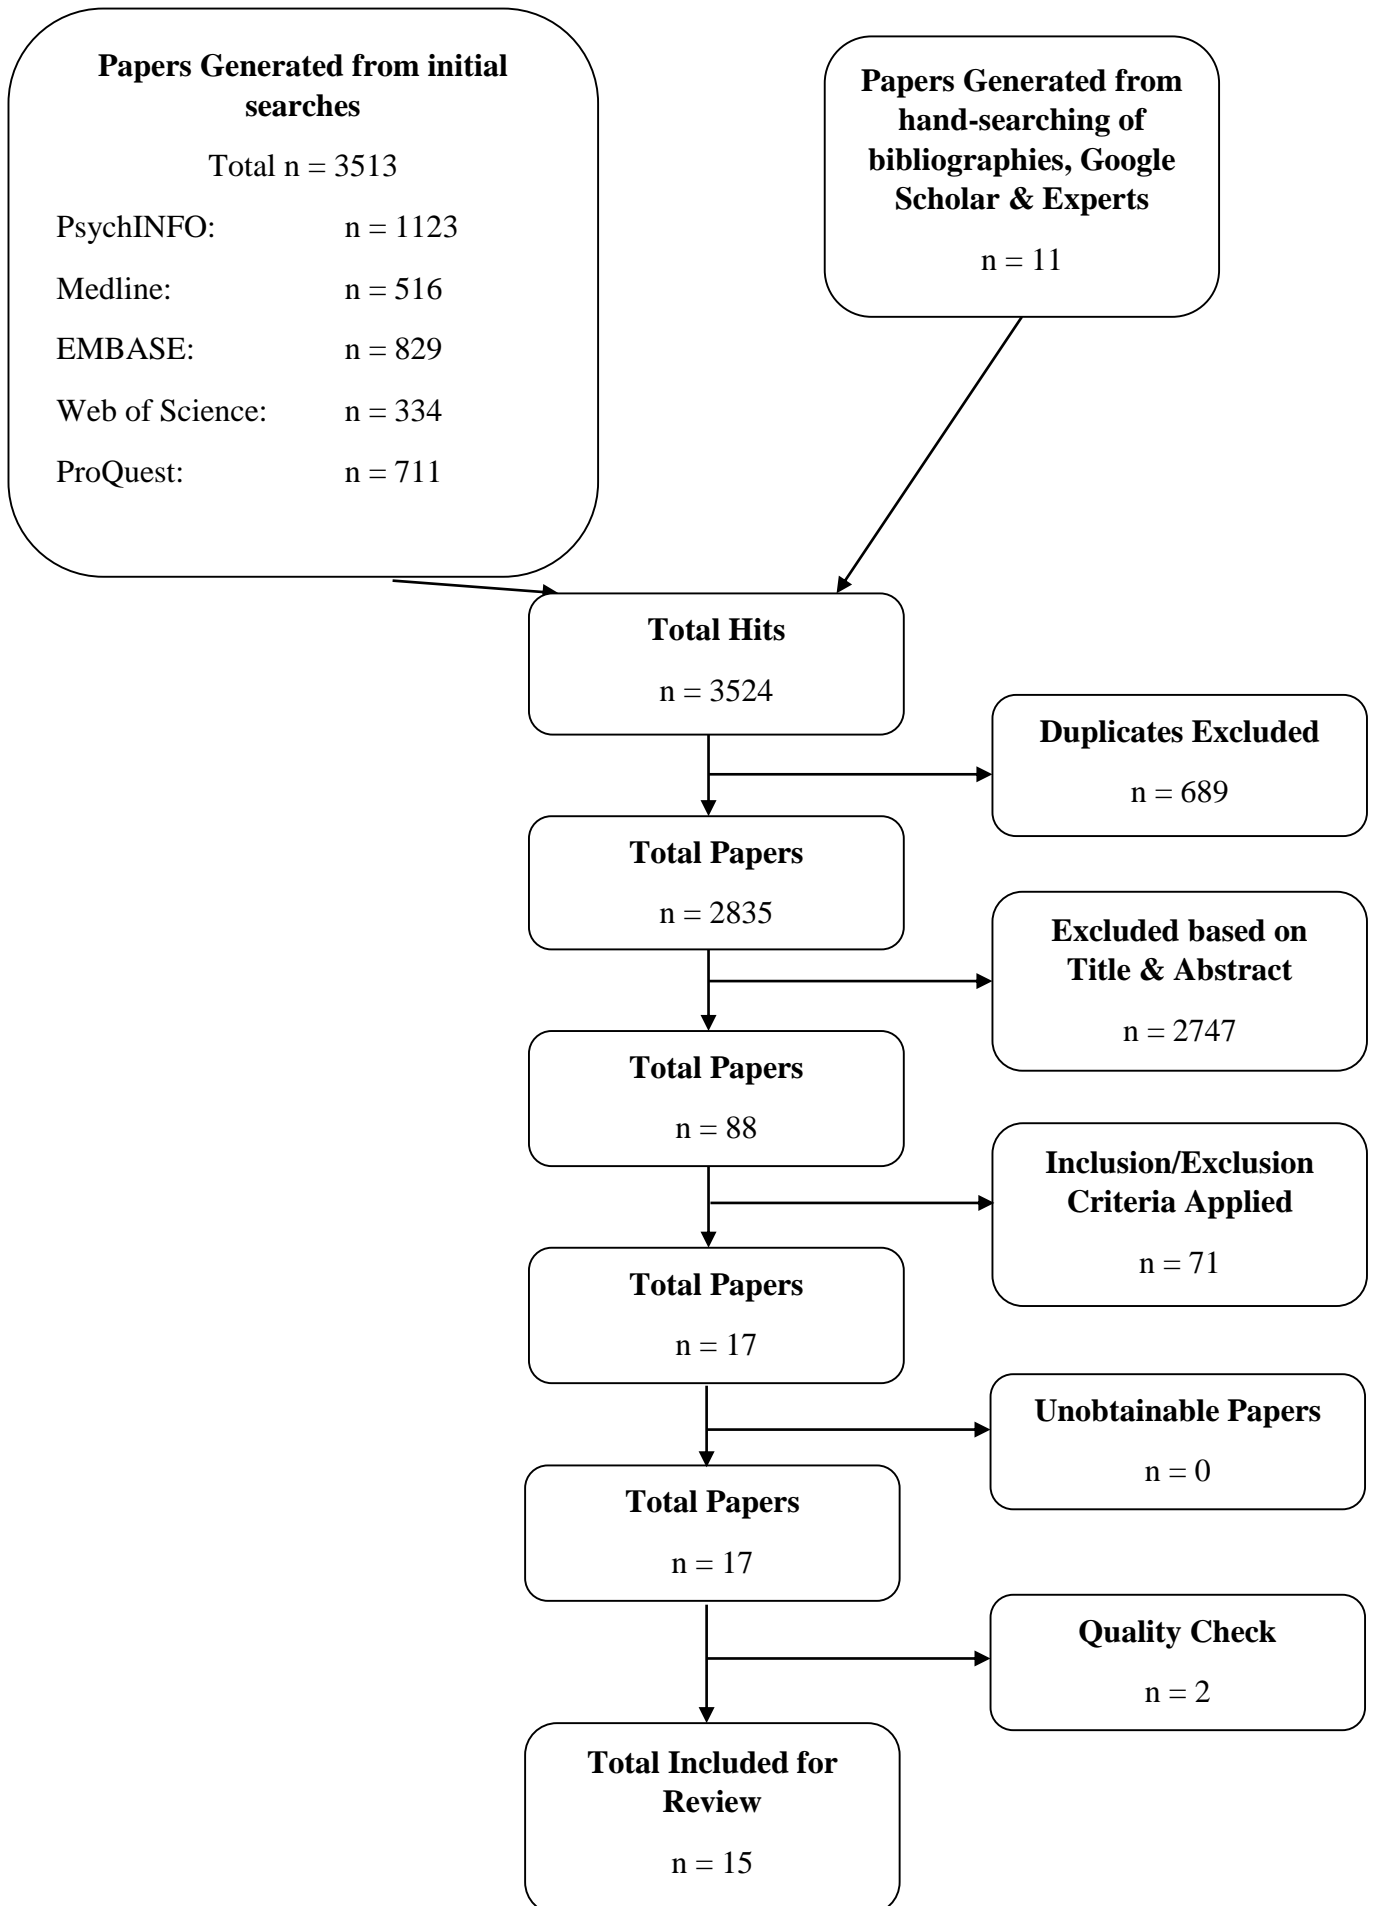 Papers Generated from initial
searches
Total n = 3513
PsychINFO: n = 1123
Medline: n = 516
EMBASE: n = 829
Web of Science: n = 334
ProQuest: n = 711
Papers Generated from
hand-searching of
bibliographies, Google
Scholar & Experts
n = 11
Total Hits
n = 3524
Duplicates Excluded
n = 689
Total Papers
n = 2835
Excluded based on
Title & Abstract
n = 2747
Total Papers
n = 88
Inclusion/Exclusion
Criteria Applied
n = 71
Total Papers
n = 17
Unobtainable Papers
n = 0
Total Papers
n = 17
Quality Check
n = 2
Total Included for
Review
n = 15